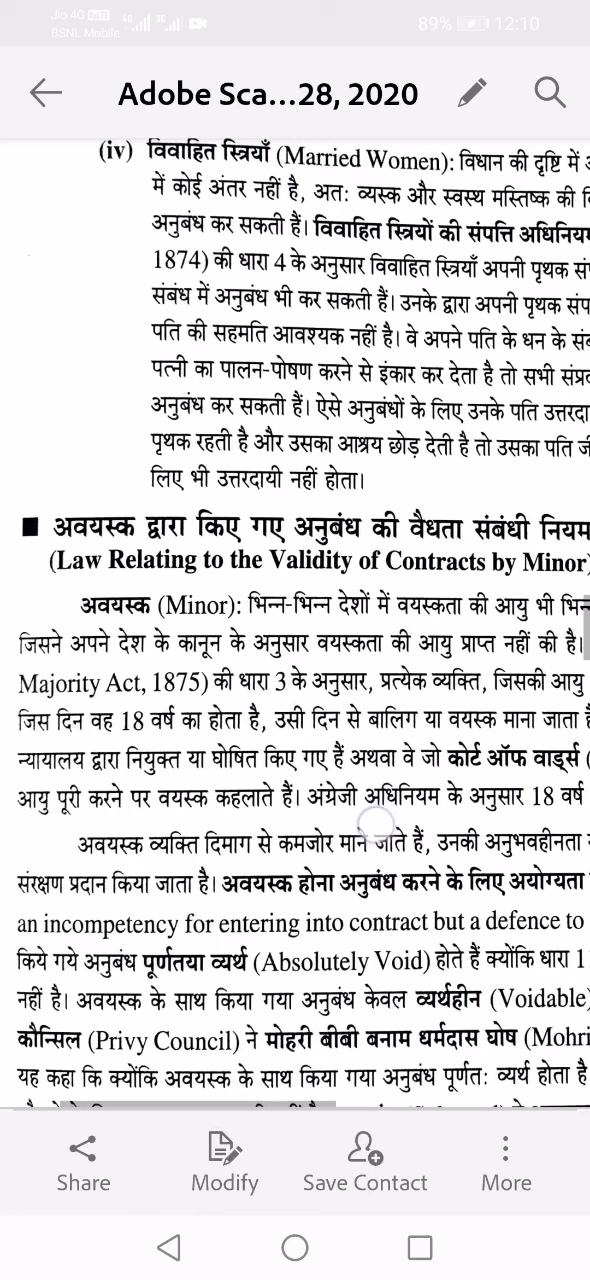 Jio 4G VoLTE
BSNL Mobile
4G
3G
89%
12:10
Adobe Sca...28, 2020
(iv) विवाहित स्त्रियाँ (Married Women): विधान की दृष्टि में
में कोई अंतर नहीं है, अतः व्यस्क और स्वस्थ मस्तिष्क की
अनुबंध कर सकती हैं। विवाहित स्त्रियों की संपत्ति अधिनियम
1874) की धारा 4 के अनुसार विवाहित स्त्रियाँ अपनी पृथक
संबंध में अनुबंध भी कर सकती हैं। उनके द्वारा अपनी पृथक संप
पति की सहमति आवश्यक नहीं है। वे अपने पति के धन के
पत्नी का पालन-पोषण करने से इंकार कर देता है तो सभी
अनुबंध कर सकती हैं। ऐसे अनुबंधों के लिए उनके पति उत्तरदा
पृथक रहती है और उसका आश्रय छोड़ देती है तो उसका पति
लिए भी उत्तरदायी नहीं होता।
■ अवयस्क द्वारा किए गए अनुबंध की वैधता संबंधी नियम
(Law Relating to the Validity of Contracts by Minor)
अवयस्क (Minor): भिन्न-भिन्न देशों में वयस्कता की आयु भी
जिसने अपने देश के कानून के अनुसार वयस्कता की आयु प्राप्त नहीं की है।
Majority Act, 1875) की धारा 3 के अनुसार, प्रत्येक व्यक्ति, जिसकी आयु
जिस दिन वह 18 वर्ष का होता है, उसी दिन से बालिग या वयस्क माना जाता
न्यायालय द्वारा नियुक्त या घोषित किए गए हैं अथवा वे जो कोर्ट ऑफ वार्ड्स (
आयु पूरी करने पर वयस्क कहलाते हैं। अंग्रेजी अधिनियम के अनुसार 18 वर्ष
अवयस्क व्यक्ति दिमाग से कमजोर माने जाते हैं, उनकी अनुभवहीनता
संरक्षण प्रदान किया जाता है। अवयस्क होना अनुबंध करने के लिए अयोग्यता
an incompetency for entering into contract but a defence to
किये गये अनुबंध पूर्णतया व्यर्थ (Absolutely Void) होते हैं क्योंकि धारा 1
नहीं है। अवयस्क के साथ किया गया अनुबंध केवल व्यर्थहीन (Voidable)
कौन्सिल (Privy Council) ने मोहरी बीबी बनाम धर्मदास घोष (Mohri
यह कहा कि क्योंकि अवयस्क के साथ किया गया अनुबंध पूर्णतः व्यर्थ होता है
Share
Modify
Save Contact
More